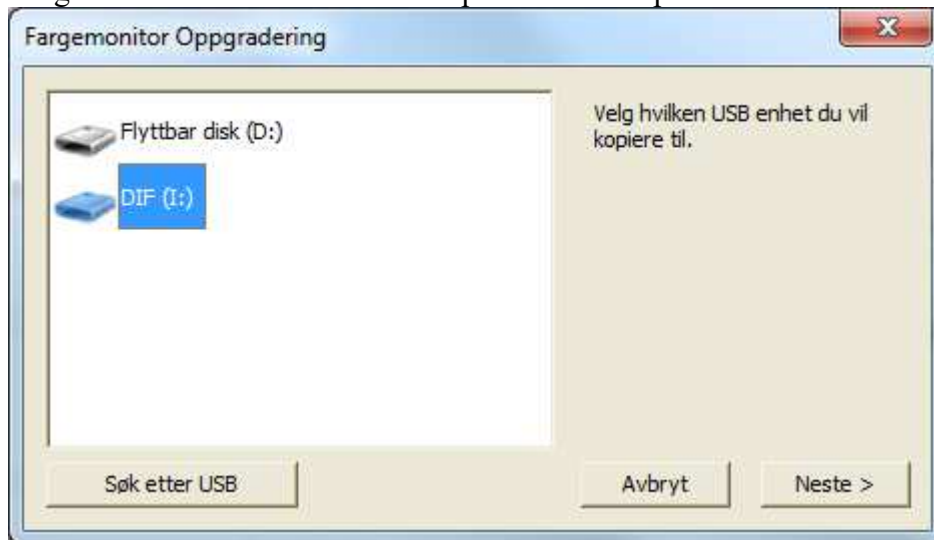 Fargemonitor Oppgradering
Flyttbar disk (D:)
DIF (I:)
Velg hvilken USB enhet du vil
kopiere til.
Søk etter USB
Avbryt
Neste >